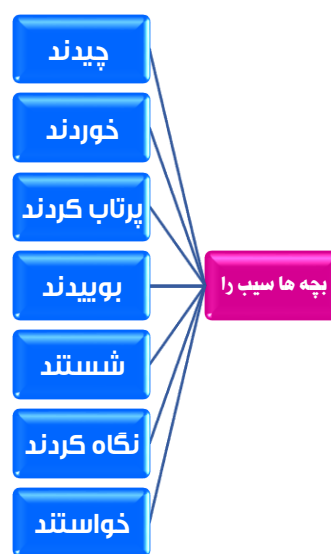 بچه ها سیب را
چیدند
خوردند
پرتاب کردند
بوییدند
شستند
نگاه کردند
خواستند